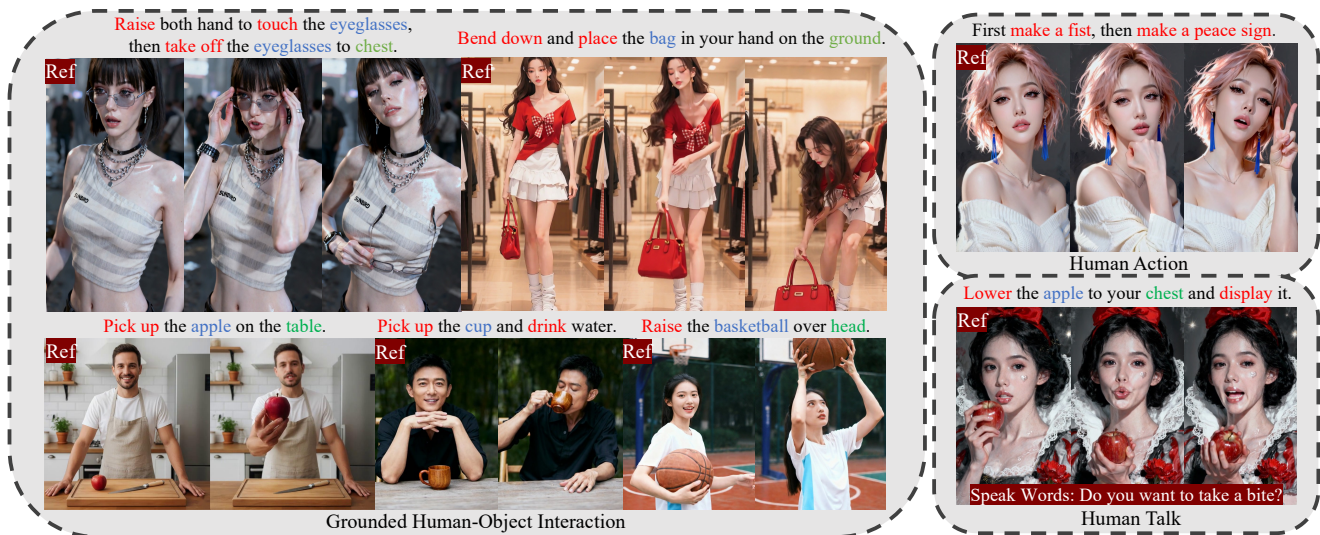 Raise both hand to touch the eyeglasses,
then take off the eyeglasses to chest.
Bend down and place the bag in your hand on the ground.
Ref
Ref
SUNBRO
Pick up the apple on the table.
Pick up the cup and drink water.
Raise the basketball over head.
Ref
Ref
Ref
Grounded Human-Object Interaction
First make a fist, then make a peace sign.
Ref
Human Action
Lower the apple to your chest and display it.
Ref
Speak Words: Do you want to take a bite?
Human Talk